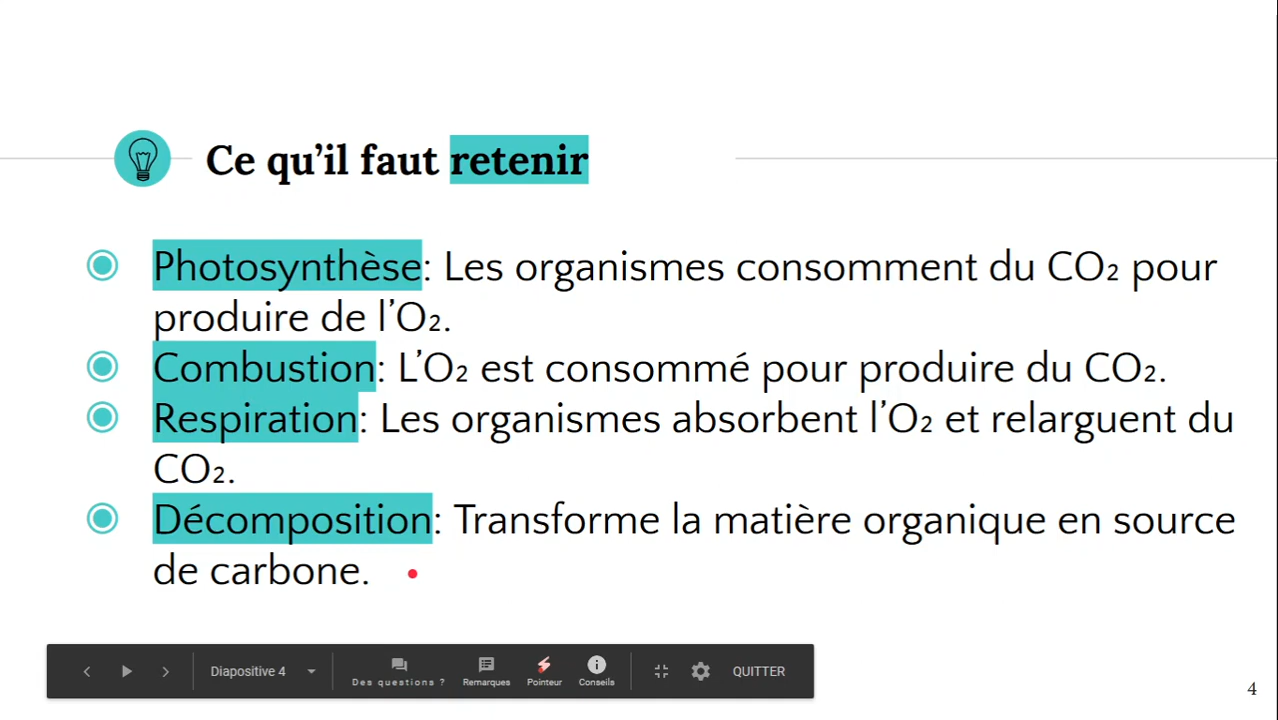 Ce qu’il faut retenir
Photosynthèse: Les organismes consomment du CO₂ pour
produire de l’O₂.
Combustion: L’O₂ est consommé pour produire du CO₂.
Respiration: Les organismes absorbent l’O₂ et relarguent du
CO₂.
Décomposition: Transforme la matière organique en source
de carbone.
Diapositive 4
Des questions ?
Remarques
Pointeur
Conseils
QUITTER
4